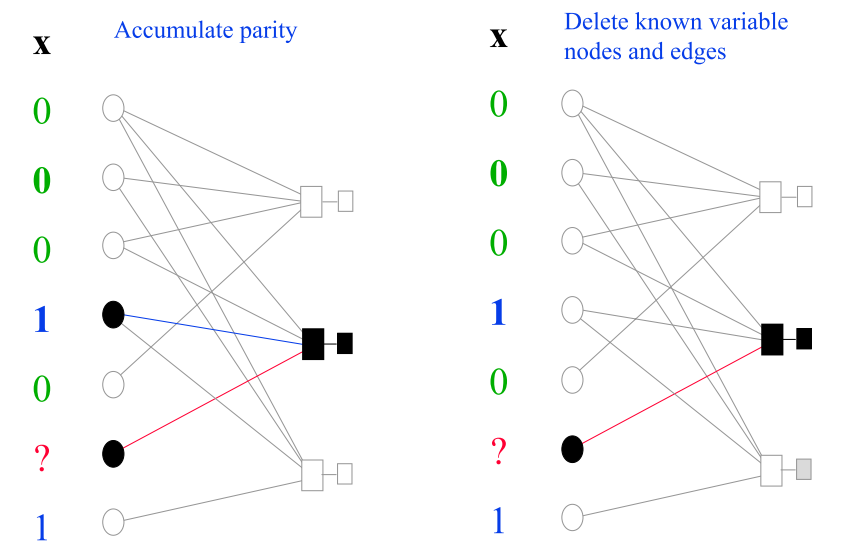 Accumulate parity
x
0
0
0
1
0
?
1
Delete known variable
nodes and edges
x
0
0
0
1
0
?
1